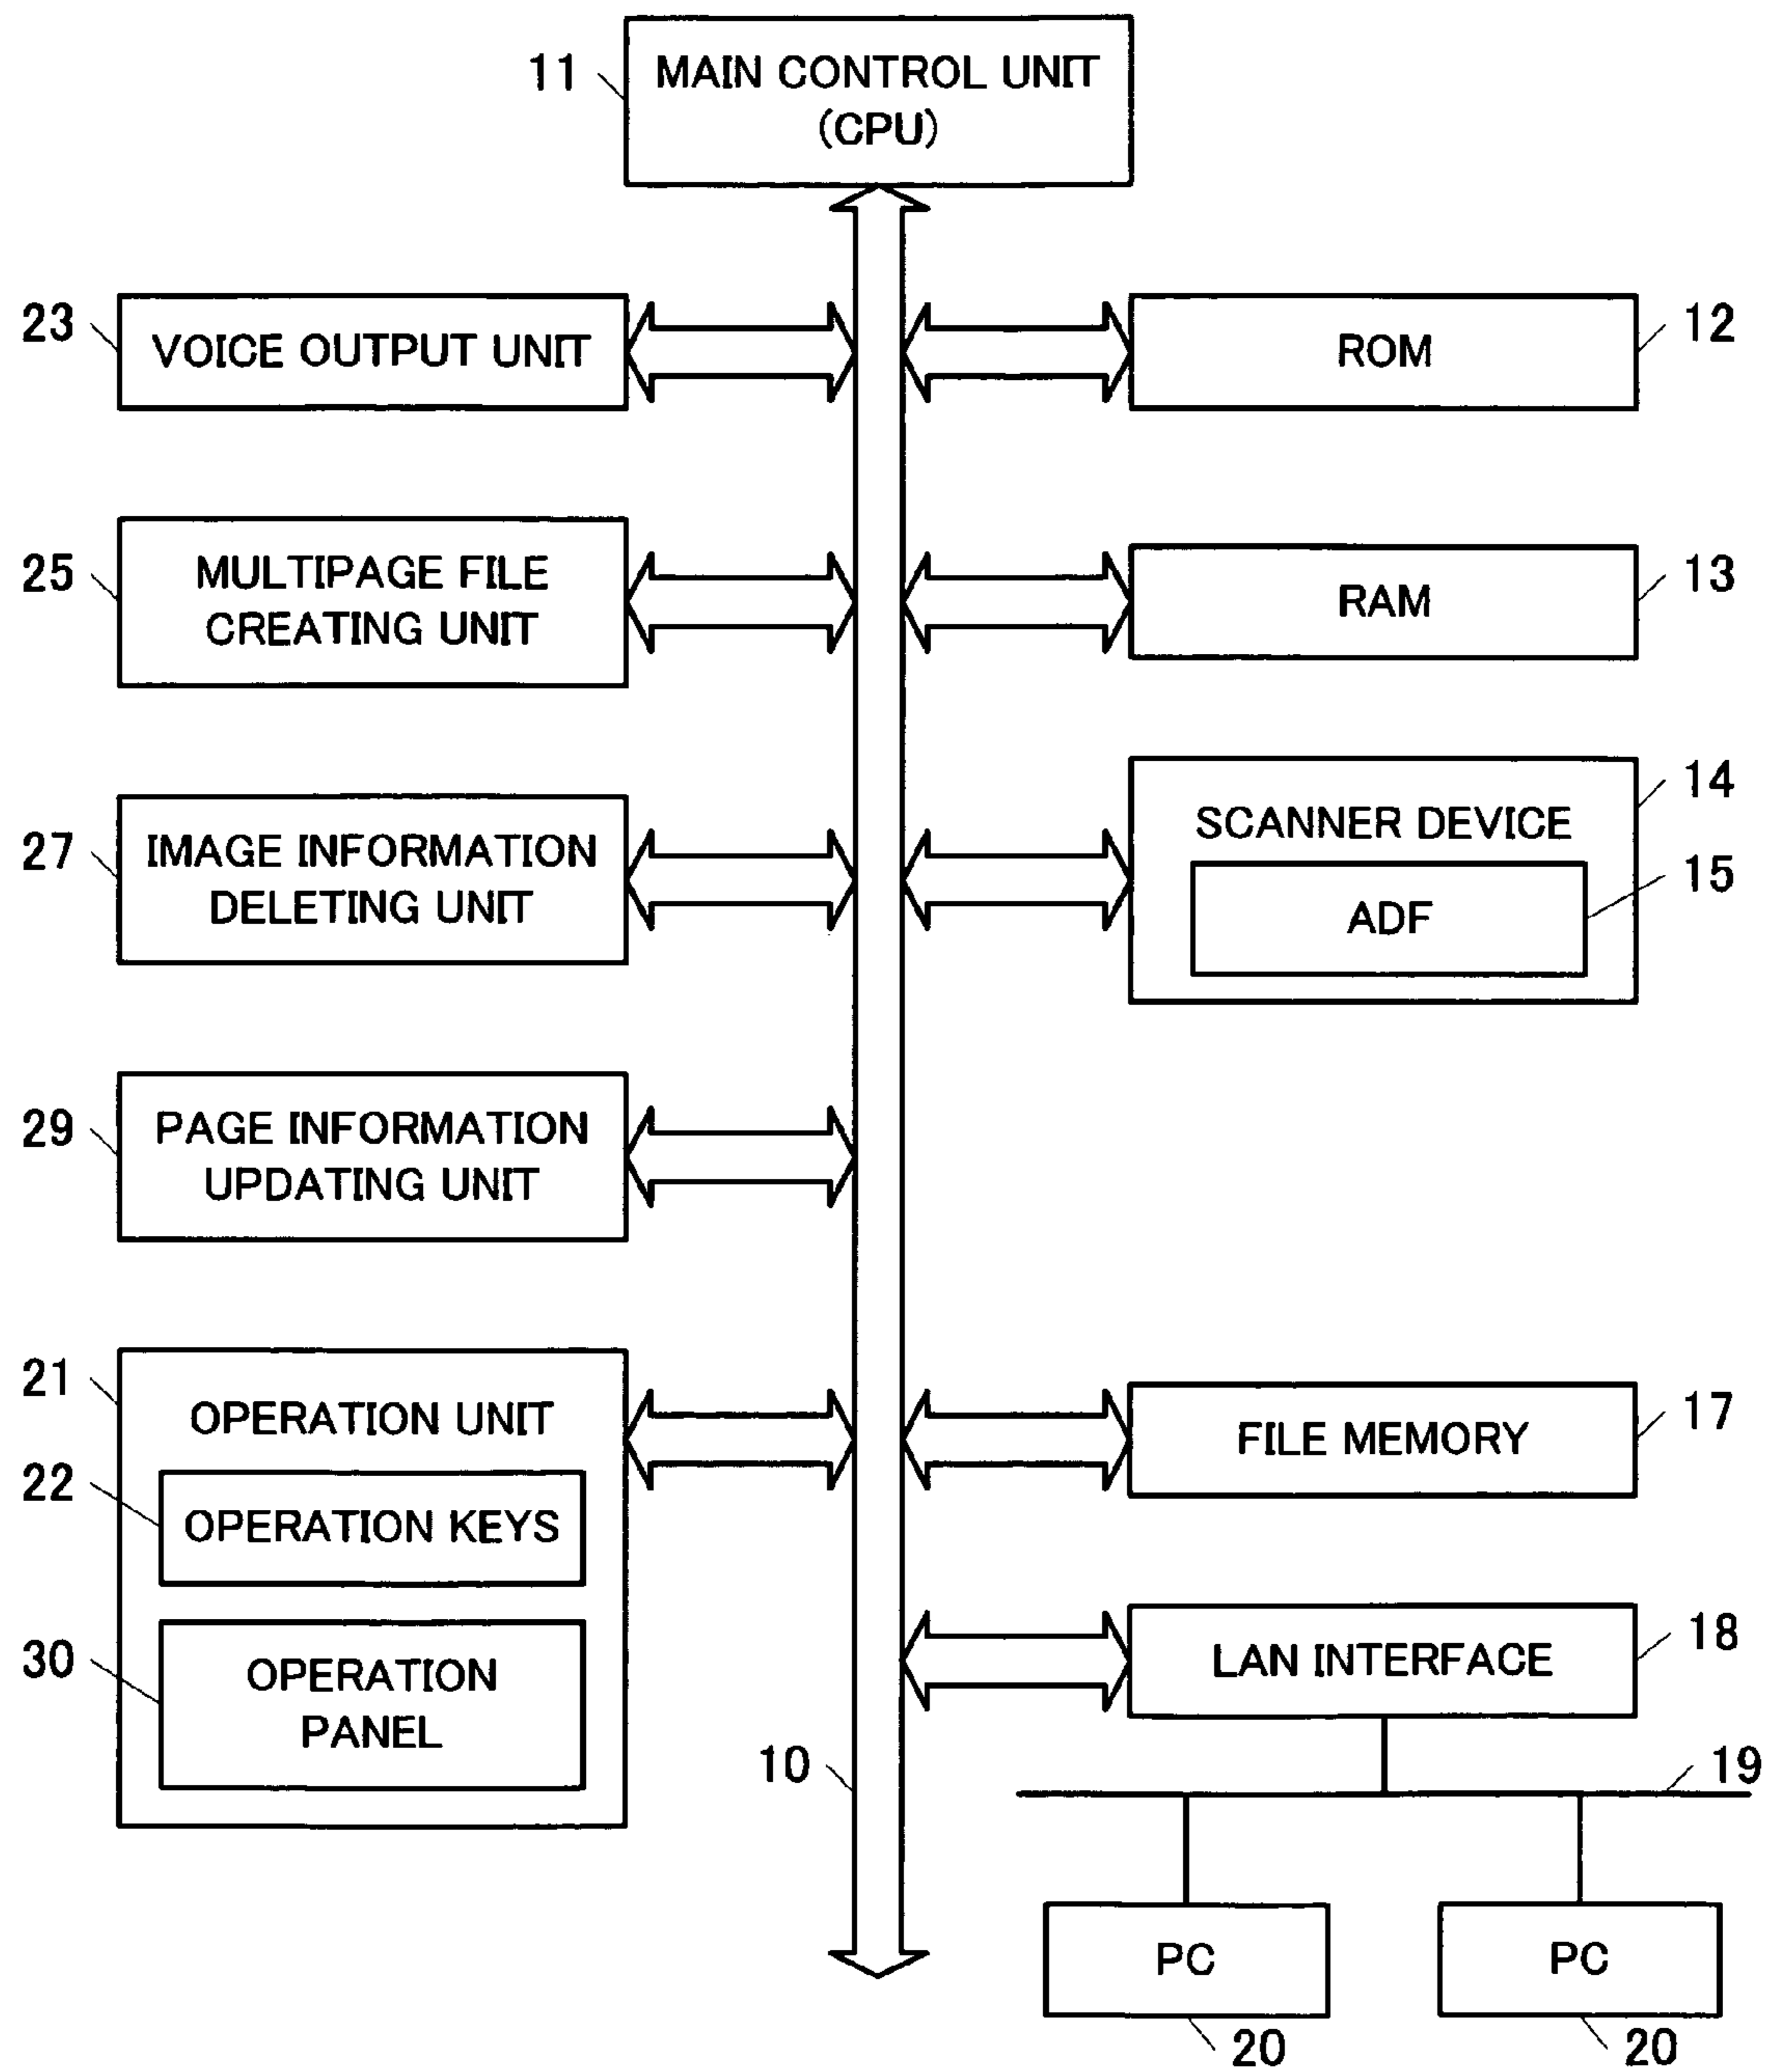 11
MAIN CONTROL UNIT
(CPU)
23
VOICE OUTPUT UNIT
ROM
12
25
MULTIPAGE FILE
CREATING UNIT
RAM
13
27
IMAGE INFORMATION
DELETING UNIT
SCANNER DEVICE
14
ADF
15
29
PAGE INFORMATION
UPDATING UNIT
21
OPERATION UNIT
22
OPERATION KEYS
30
OPERATION
PANEL
FILE MEMORY
17
LAN INTERFACE
18
10
19
PC
PC
20
20